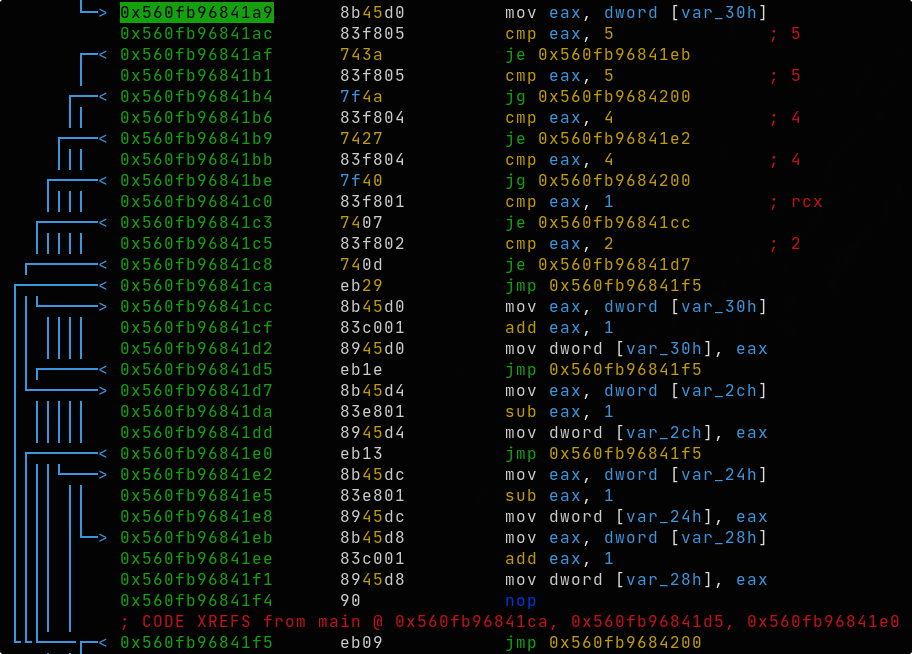 0x560fb96841a9 8b45d0 mov eax, dword [var_30h]
0x560fb96841ac 83f805 cmp eax, 5 ; 5
0x560fb96841af 743a je 0x560fb96841eb
0x560fb96841b1 83f805 cmp eax, 5 ; 5
0x560fb96841b4 7f4a jg 0x560fb9684200
0x560fb96841b6 83f804 cmp eax, 4 ; 4
0x560fb96841b9 7427 je 0x560fb96841e2
0x560fb96841bb 83f804 cmp eax, 4 ; 4
0x560fb96841be 7f40 jg 0x560fb9684200
0x560fb96841c0 83f801 cmp eax, 1 ; rcx
0x560fb96841c3 7407 je 0x560fb96841cc
0x560fb96841c5 83f802 cmp eax, 2 ; 2
0x560fb96841c8 740d je 0x560fb96841d7
0x560fb96841ca eb29 jmp 0x560fb96841f5
0x560fb96841cc 8b45d0 mov eax, dword [var_30h]
0x560fb96841cf 83c001 add eax, 1
0x560fb96841d2 8945d0 mov dword [var_30h], eax
0x560fb96841d5 eb1e jmp 0x560fb96841f5
0x560fb96841d7 8b45d4 mov eax, dword [var_2ch]
0x560fb96841da 83e801 sub eax, 1
0x560fb96841dd 8945d4 mov dword [var_2ch], eax
0x560fb96841e0 eb13 jmp 0x560fb96841f5
0x560fb96841e2 8b45dc mov eax, dword [var_24h]
0x560fb96841e5 83e801 sub eax, 1
0x560fb96841e8 8945dc mov dword [var_24h], eax
0x560fb96841eb 8b45d8 mov eax, dword [var_28h]
0x560fb96841ee 83c001 add eax, 1
0x560fb96841f1 8945d8 mov dword [var_28h], eax
0x560fb96841f4 90 nop
; CODE XREFS from main @ 0x560fb96841ca, 0x560fb96841d5, 0x560fb96841e0
0x560fb96841f5 eb09 jmp 0x560fb9684200